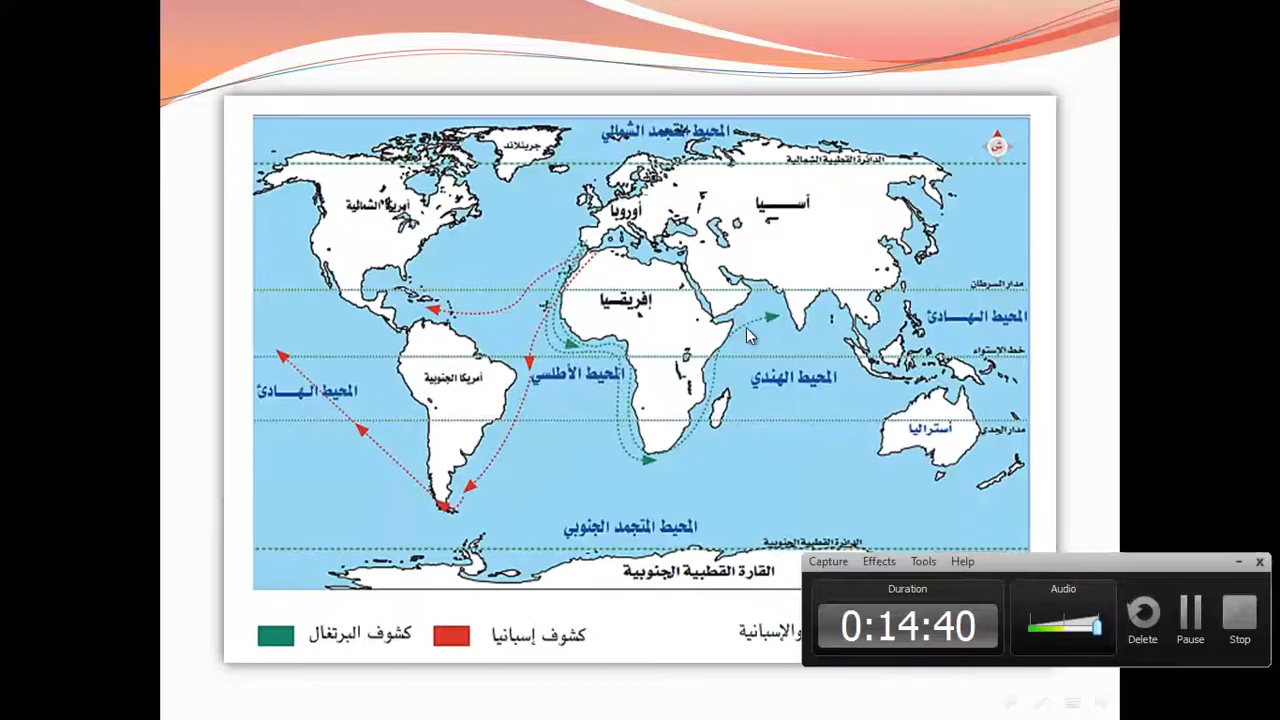 المحيط المتجمد الشمالي
جرينلاند
الدائرة القطبية الشمالية
ش
أمريكا الشمالية
أوروبا
آسيا
مدار السرطان
إفريقيا
المحيط الهادئ
خط الإستواء
المحيط الهادئ
أمريكا الجنوبية
المحيط الأطلسي
المحيط الهندي
أستراليا
مدار الجدي
المحيط المتجمد الجنوبي
الدائرة القطبية الجنوبية
القارة القطبية الجنوبية
كشوف البرتغال
كشوف إسبانيا
والإسبانية
Capture Effects Tools Help
Duration
Audio
0:14:40
Delete Pause Stop